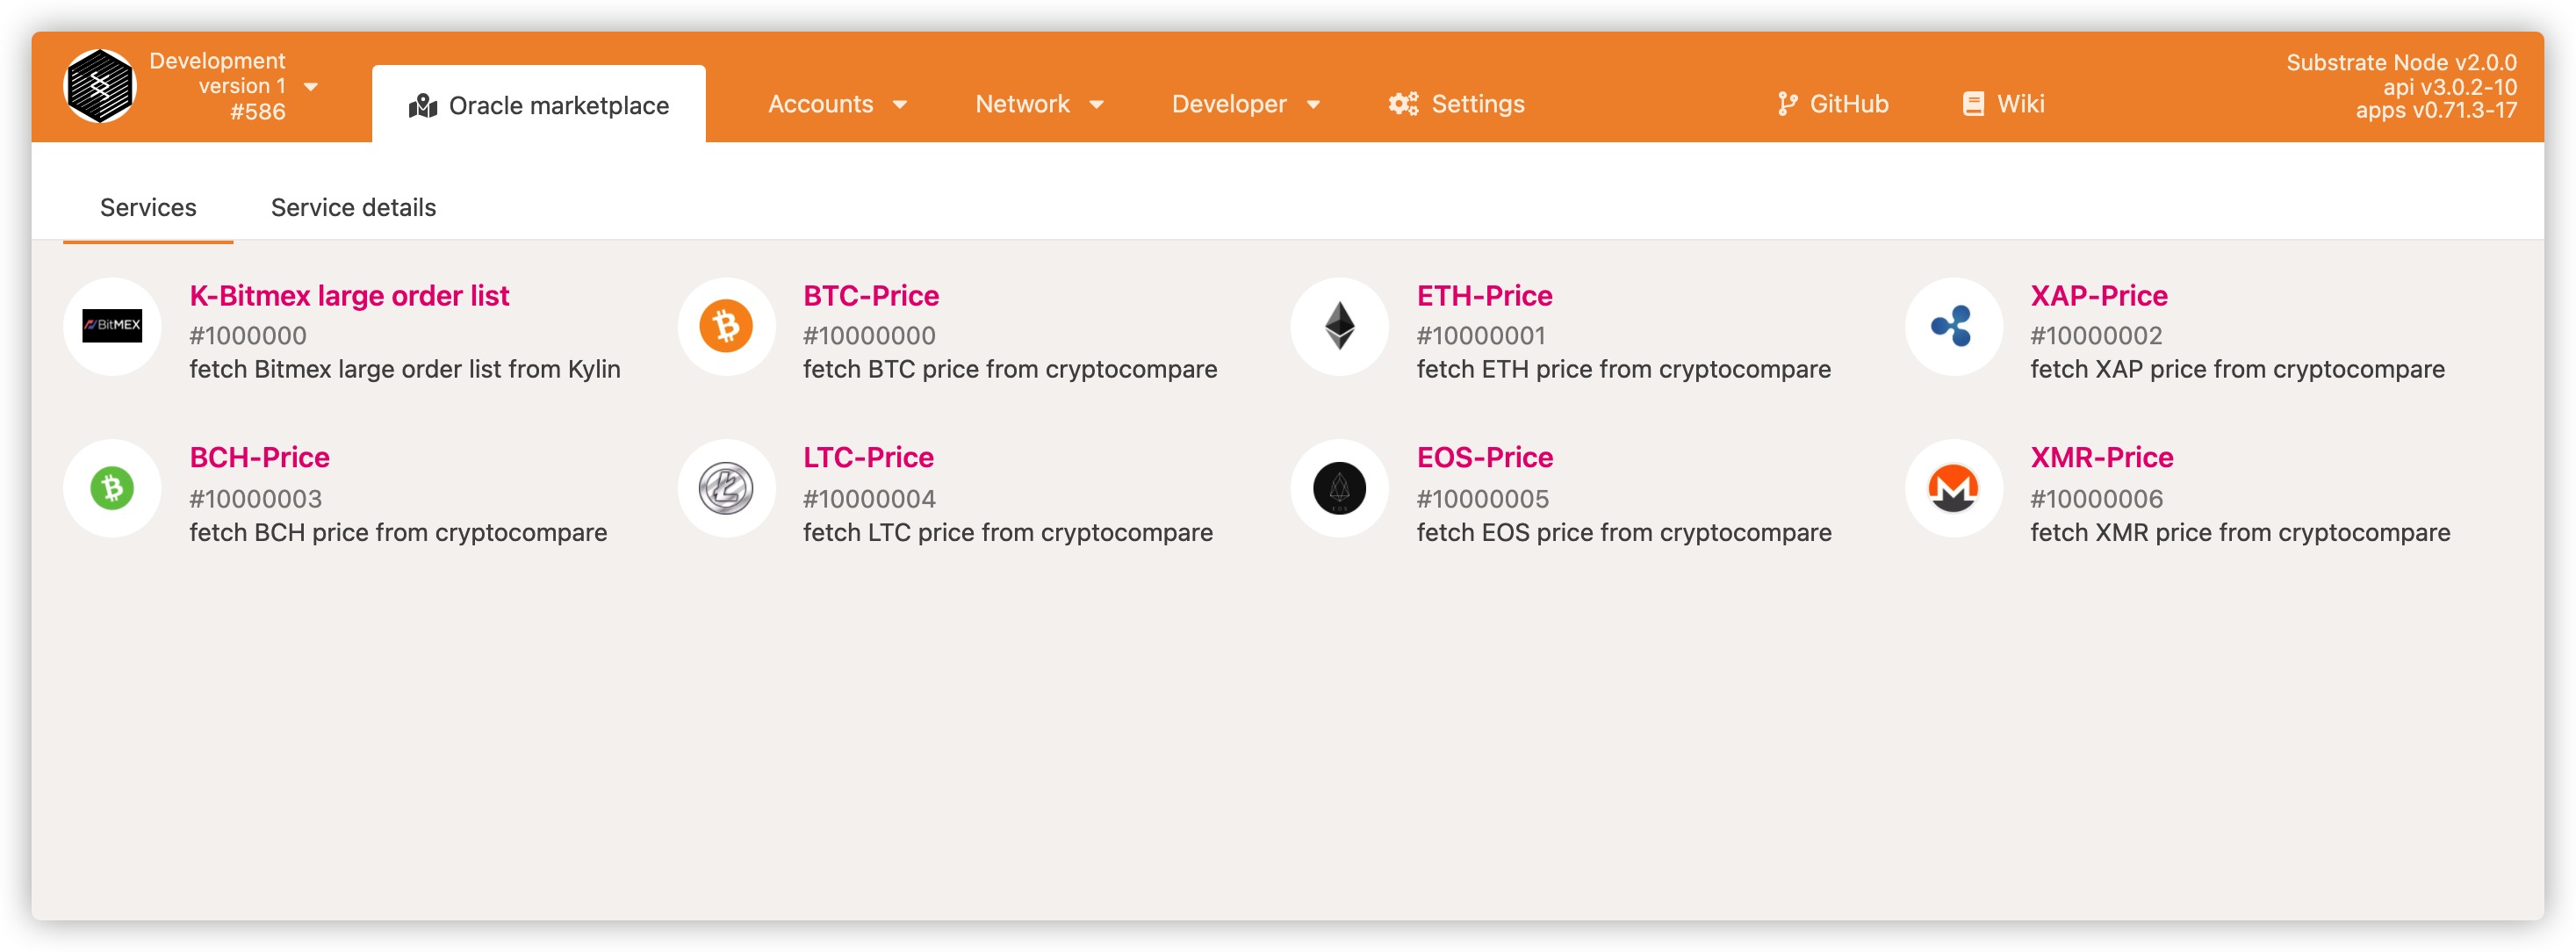 Development
version 1
#586
Oracle marketplace
Accounts
Network
Developer
Settings
GitHub
Wiki
Substrate Node v2.0.0
api v3.0.2-10
apps v0.71.3-17
Services
Service details
BitMEX
K-Bitmex large order list
#1000000
fetch Bitmex large order list from Kylin
BTC-Price
#10000000
fetch BTC price from cryptocompare
ETH-Price
#10000001
fetch ETH price from cryptocompare
XAP-Price
#10000002
fetch XAP price from cryptocompare
BCH-Price
#10000003
fetch BCH price from cryptocompare
LTC-Price
#10000004
fetch LTC price from cryptocompare
EOS
EOS-Price
#10000005
fetch EOS price from cryptocompare
XMR-Price
#10000006
fetch XMR price from cryptocompare